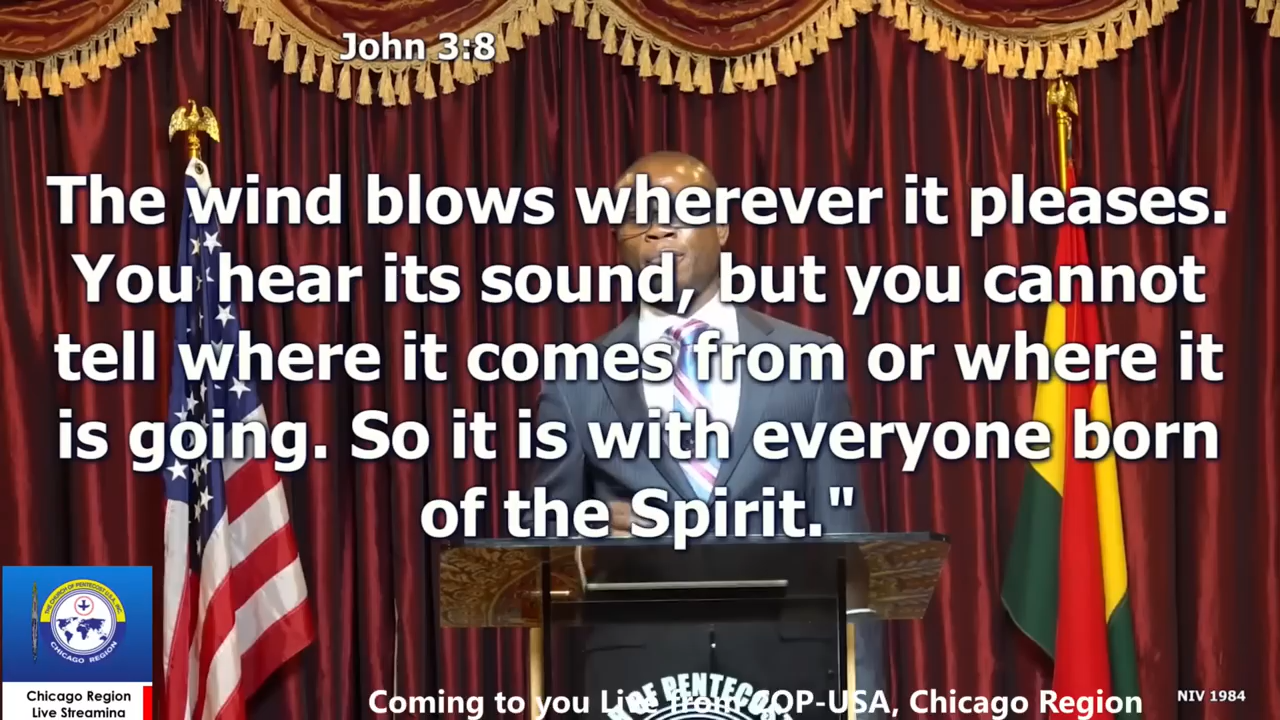 John 3:8
The wind blows wherever it pleases.
You hear its sound, but you cannot
tell where it comes from or where it
is going. So it is with everyone born
of the Spirit."
THE CHURCH OF PENTECOST U.S.A., INC.
CHICAGO REGION
Chicago Region
Live Streaming
OF PENTECOST
Coming to you Live from COP-USA, Chicago Region
NIV 1984